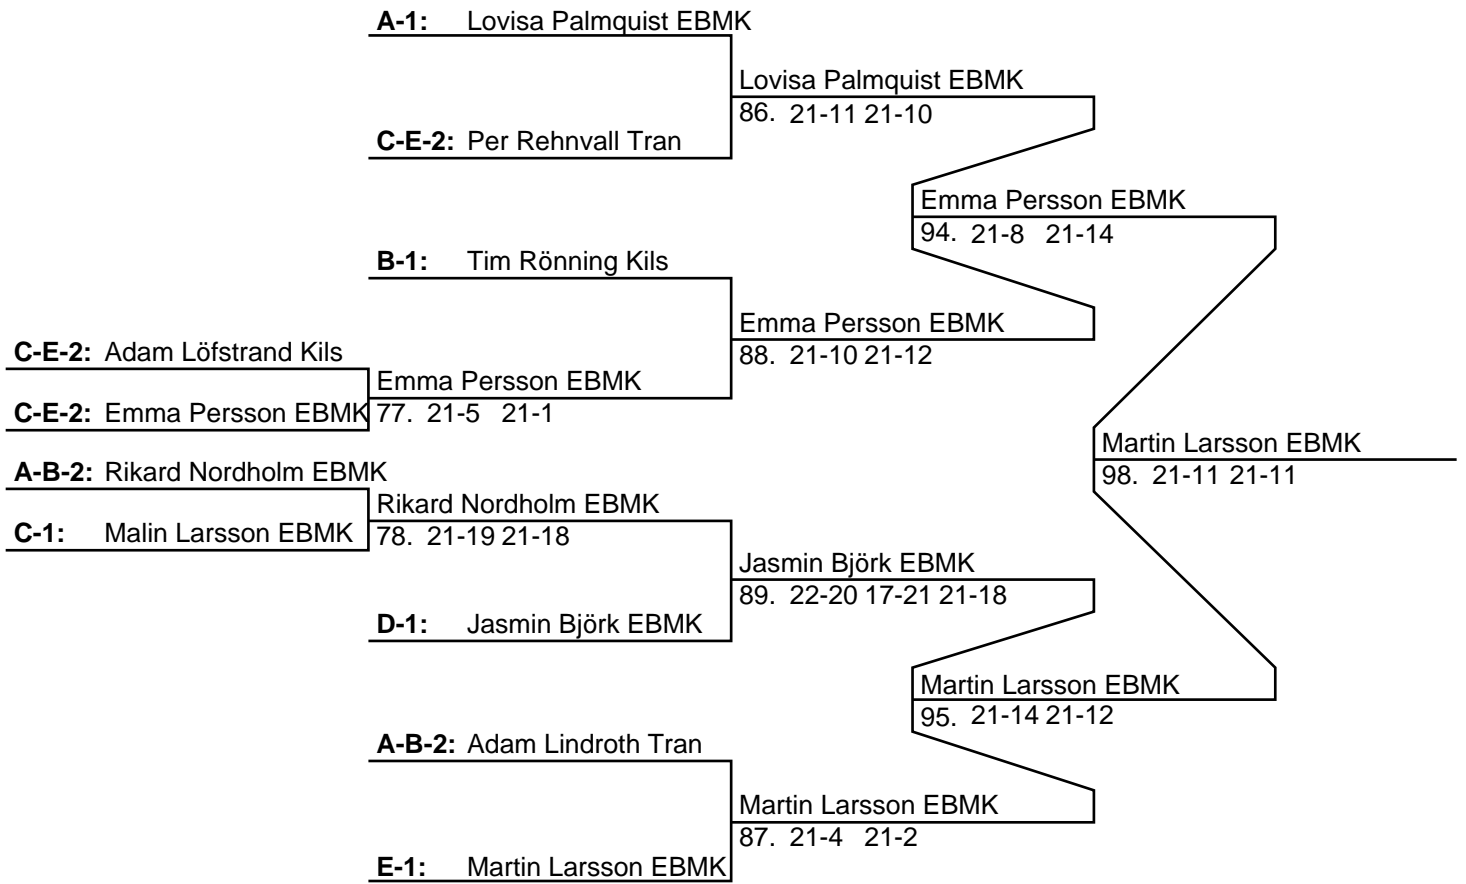 A-1: Lovisa Palmquist EBMK
Lovisa Palmquist EBMK
86. 21-11 21-10
C-E-2: Per Rehnvall Tran
Emma Persson EBMK
94. 21-8 21-14
B-1: Tim Rönning Kils
Emma Persson EBMK
88. 21-10 21-12
C-E-2: Adam Löfstrand Kils
Emma Persson EBMK
C-E-2: Emma Persson EBMK
77. 21-5 21-1
Martin Larsson EBMK
98. 21-11 21-11
A-B-2: Rikard Nordholm EBMK
Rikard Nordholm EBMK
C-1: Malin Larsson EBMK
78. 21-19 21-18
Jasmin Björk EBMK
89. 22-20 17-21 21-18
D-1: Jasmin Björk EBMK
Martin Larsson EBMK
95. 21-14 21-12
A-B-2: Adam Lindroth Tran
Martin Larsson EBMK
87. 21-4 21-2
E-1: Martin Larsson EBMK